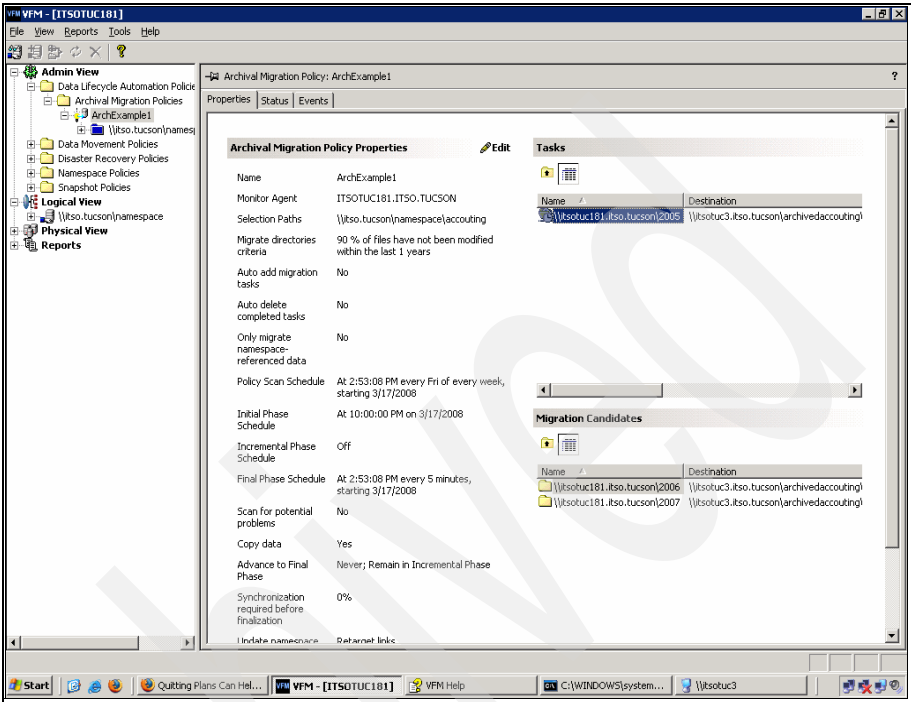 VFM - [ITSOTUC181]
File View Reports Tools Help
Admin View
Data Lifecycle Automation Policie
Archival Migration Policies
ArchExample1
\\itso.tucson\namesp
Data Movement Policies
Disaster Recovery Policies
Namespace Policies
Snapshot Policies
Logical View
\\itso.tucson\namespace
Physical View
Reports
Archival Migration Policy: ArchExample1 ?
Properties Status Events
Archival Migration Policy Properties Edit
Name ArchExample1
Monitor Agent ITSOTUC181.ITSO.TUCSON
Selection Paths \\itso.tucson\namespace\accouting
Migrate directories criteria 90 % of files have not been modified within the last 1 years
Auto add migration tasks No
Auto delete completed tasks No
Only migrate namespace-referenced data No
Policy Scan Schedule At 2:53:08 PM every Fri of every week, starting 3/17/2008
Initial Phase Schedule At 10:00:00 PM on 3/17/2008
Incremental Phase Schedule Off
Final Phase Schedule At 2:53:08 PM every 5 minutes, starting 3/17/2008
Scan for potential problems No
Copy data Yes
Advance to Final Phase Never; Remain in Incremental Phase
Synchronization required before finalization 0%
Update namespace Retarget links
Tasks
Name Destination
\\itsotuc181.itso.tucson\2005 \\itsotuc3.itso.tucson\archivedaccouting\
Migration Candidates
Name Destination
\\itsotuc181.itso.tucson\2006 \\itsotuc3.itso.tucson\archivedaccouting\
\\itsotuc181.itso.tucson\2007 \\itsotuc3.itso.tucson\archivedaccouting\
Start Quitting Plans Can Hel... VFM - [ITSOTUC181] VFM Help C:\WINDOWS\system... \\itsotuc3